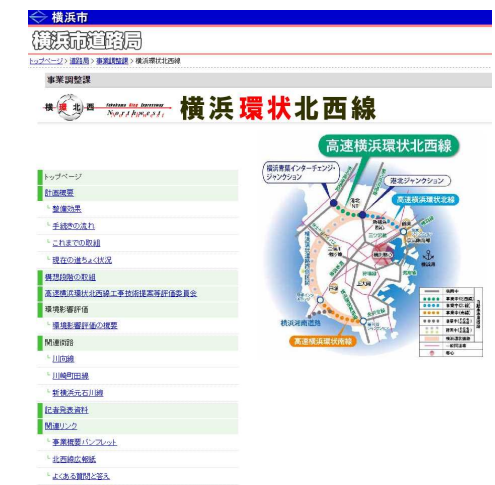 横浜市
横浜市道路局
トップページ > 道路局 > 事業調整課 > 横浜環状北西線
事業調整課
横環北西 Yokohama Ring Expressway Northwest 横浜環状北西線
トップページ
計画概要
整備効果
手続きの流れ
これまでの取組
現在の進ちょく状況
構想段階の取組
高速横浜環状北西線工事技術提案等評価委員会
環境影響評価
環境影響評価の概要
関連街路
川向線
川崎町田線
新横浜元石川線
記者発表資料
関連リンク
事業概要パンフレット
北西線広報紙
よくある質問と答え
高速横浜環状北西線
横浜青葉インターチェンジ・
ジャンクション
港北ジャンクション
高速横浜環状北線
横浜港
横浜湘南道路
高速横浜環状南線